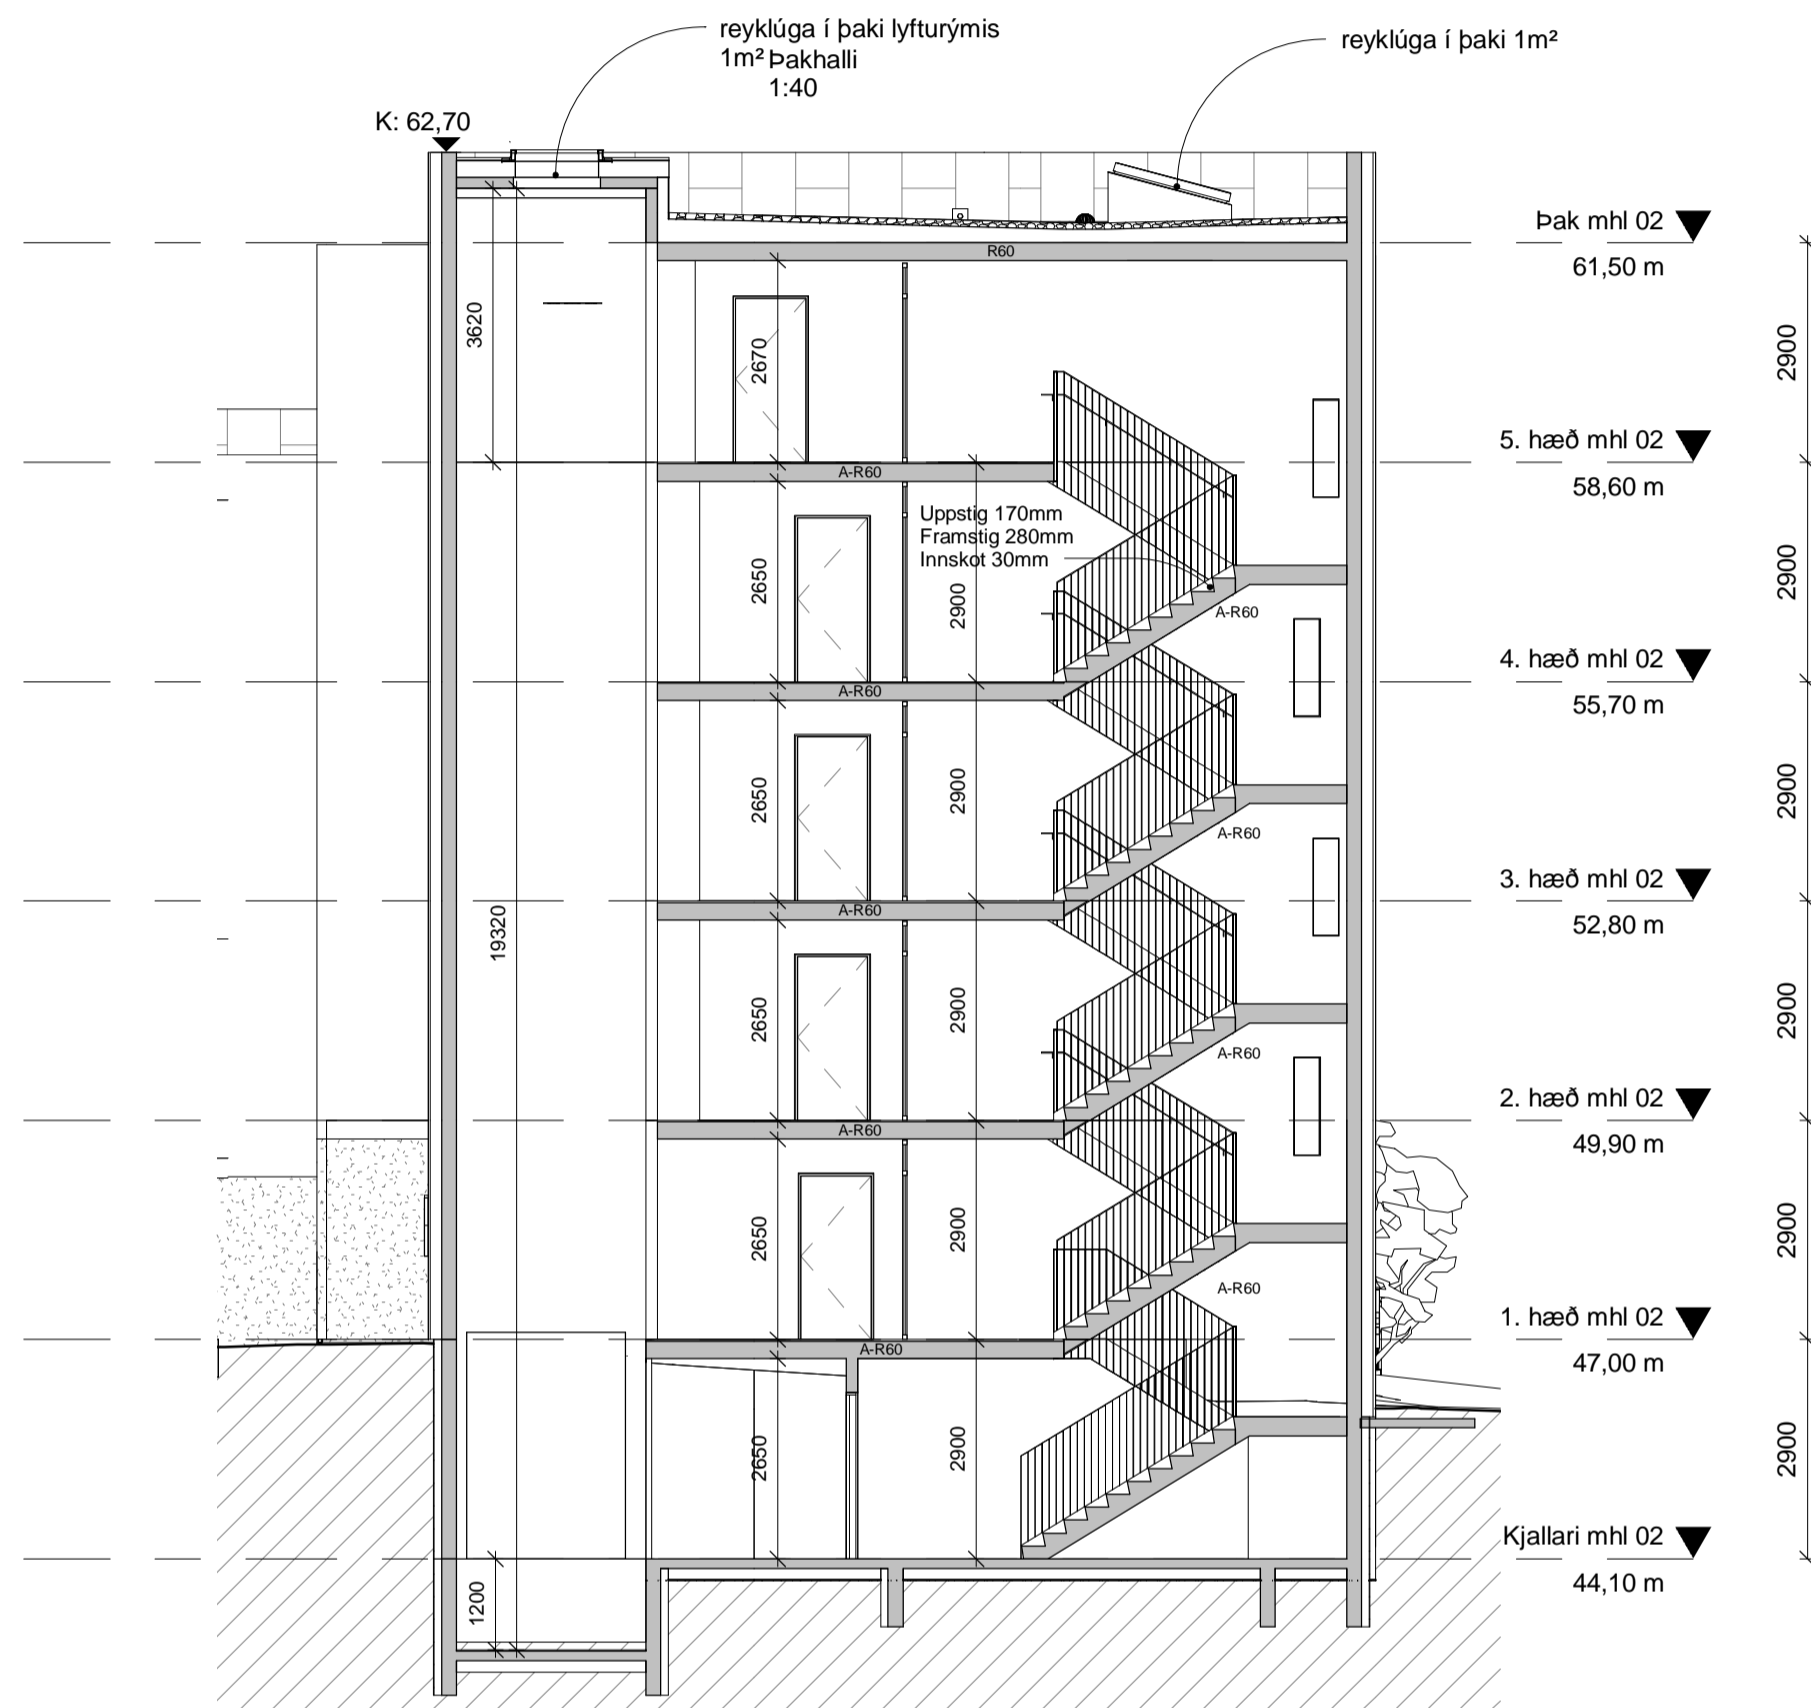 reyklúga í þaki lyfturýmis
1m² Þakhalli
1:40
reyklúga í þaki 1m²
K: 62,70
Þak mhl 02
61,50 m
R60
3620
2670
2900
5. hæð mhl 02
58,60 m
A-R60
Uppstig 170mm
Framstig 280mm
Innskot 30mm
2650
2900
2900
A-R60
4. hæð mhl 02
55,70 m
A-R60
2650
2900
2900
A-R60
3. hæð mhl 02
52,80 m
A-R60
19320
2650
2900
2900
A-R60
2. hæð mhl 02
49,90 m
A-R60
2650
2900
2900
A-R60
1. hæð mhl 02
47,00 m
A-R60
2650
2900
2900
Kjallari mhl 02
44,10 m
1200